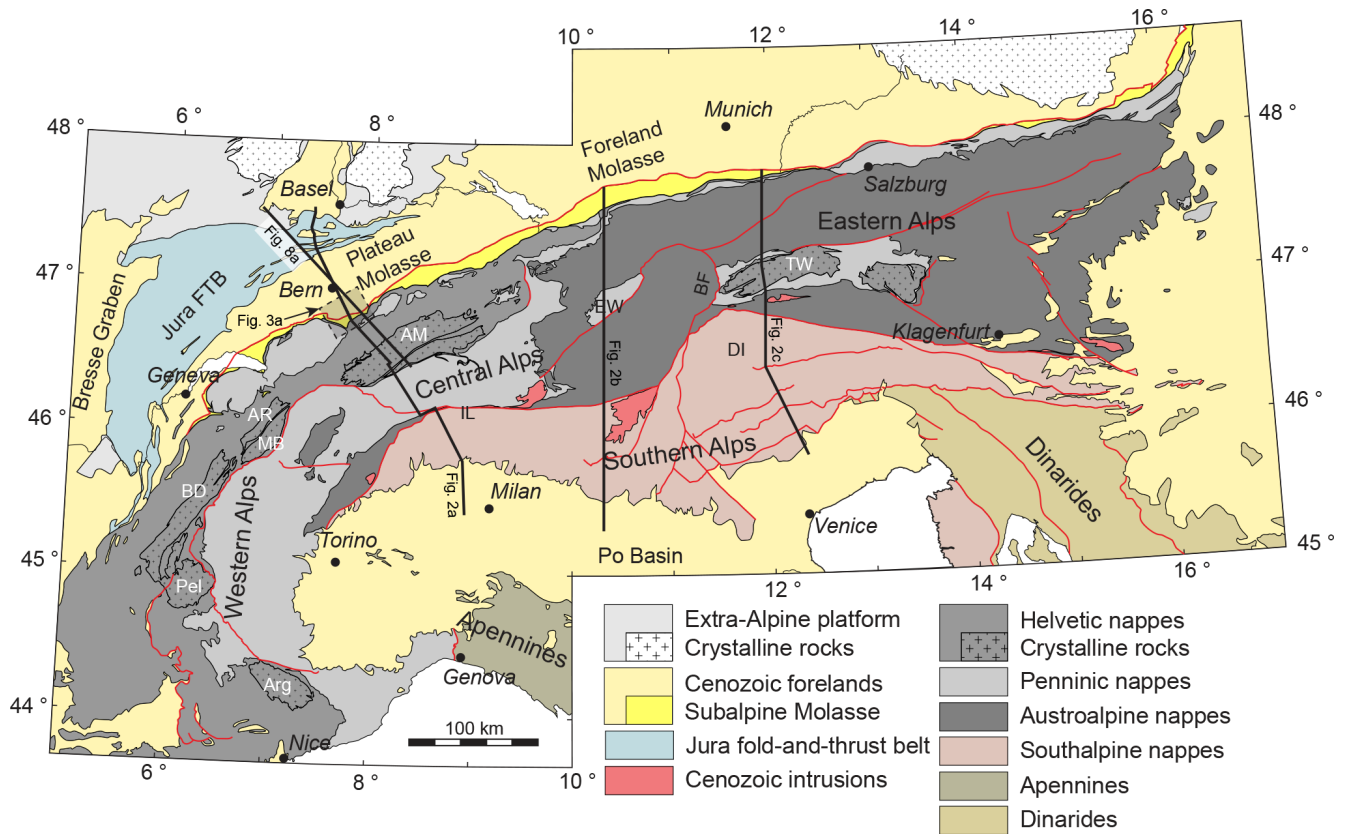 10 °
12 °
14 °
16 °
48 °
6 °
8 °
Munich
48 °
Foreland
Molasse
Basel
Salzburg
Fig. 8a
Plateau
Molasse
Eastern Alps
47 °
47 °
Bresse Graben
Jura FTB
Bern
TW
BF
EW
Fig. 3a
AM
Klagenfurt
Fig. 2c
DI
Fig. 2b
Central Alps
Geneva
46 °
46 °
AR
IL
MB
Southern Alps
Dinarides
BD
Fig. 2a
Milan
Venice
Western Alps
Torino
45 °
45 °
Po Basin
Pel
12 °
14 °
16 °
Apennines
Genova
Arg
44 °
100 km
Nice
6 °
8 °
10 °
Extra-Alpine platform
Crystalline rocks
Cenozoic forelands
Subalpine Molasse
Jura fold-and-thrust belt
Cenozoic intrusions
Helvetic nappes
Crystalline rocks
Penninic nappes
Austroalpine nappes
Southalpine nappes
Apennines
Dinarides